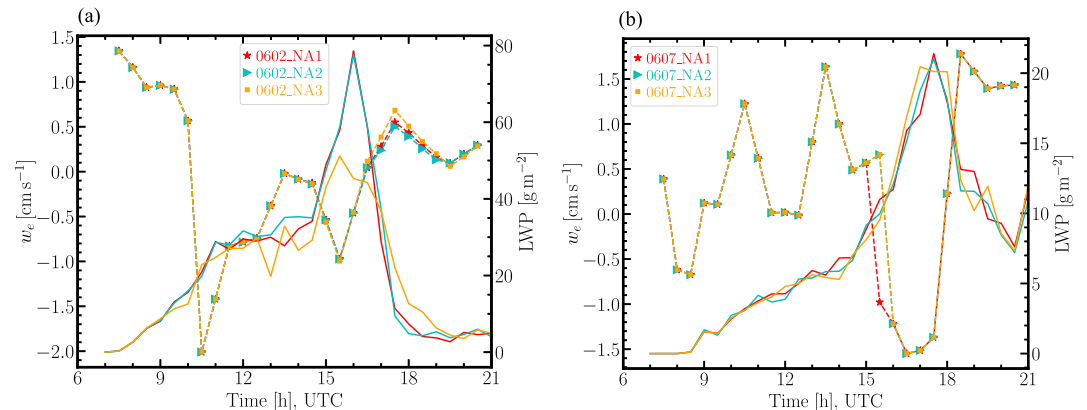 (a)
0602_NA1
0602_NA2
0602_NA3
1.5
1.0
0.5
0.0
−0.5
−1.0
−1.5
−2.0
w_e [cm s⁻¹]
80
60
40
20
0
LWP [g m⁻²]
6 9 12 15 18 21
Time [h], UTC
(b)
0607_NA1
0607_NA2
0607_NA3
1.5
1.0
0.5
0.0
−0.5
−1.0
−1.5
w_e [cm s⁻¹]
20
15
10
5
0
LWP [g m⁻²]
6 9 12 15 18 21
Time [h], UTC